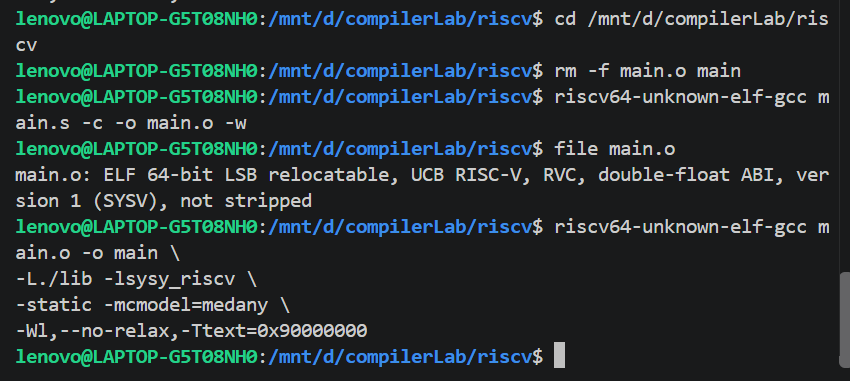 lenovo@LAPTOP-G5T08NH0:/mnt/d/compilerLab/riscv$ cd /mnt/d/compilerLab/ris
cv
lenovo@LAPTOP-G5T08NH0:/mnt/d/compilerLab/riscv$ rm -f main.o main
lenovo@LAPTOP-G5T08NH0:/mnt/d/compilerLab/riscv$ riscv64-unknown-elf-gcc m
ain.s -c -o main.o -w
lenovo@LAPTOP-G5T08NH0:/mnt/d/compilerLab/riscv$ file main.o
main.o: ELF 64-bit LSB relocatable, UCB RISC-V, RVC, double-float ABI, ver
sion 1 (SYSV), not stripped
lenovo@LAPTOP-G5T08NH0:/mnt/d/compilerLab/riscv$ riscv64-unknown-elf-gcc m
ain.o -o main \
-L./lib -lsysy_riscv \
-static -mcmodel=medany \
-Wl,--no-relax,-Ttext=0x90000000
lenovo@LAPTOP-G5T08NH0:/mnt/d/compilerLab/riscv$